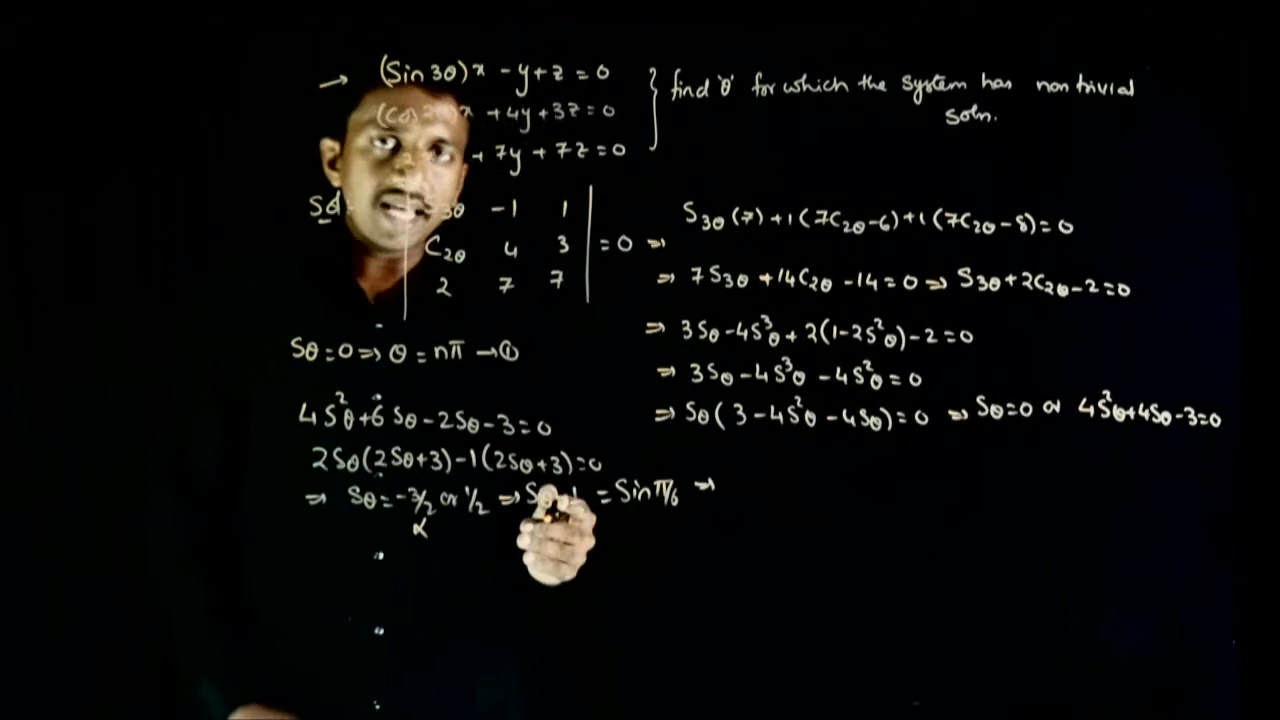 → (Sin 3θ) x - y + z = 0
(Cos x + 4y + 3z = 0
+ 7y + 7z = 0
} find 'θ' for which the system has non trivial
soln.
Sol
3θ -1 1
C2θ 4 3 = 0 ⇒
2 7 7
S3θ (7) + 1 (7C2θ - 6) + 1 (7C2θ - 8) = 0
⇒ 7S3θ + 14C2θ - 14 = 0 ⇒ S3θ + 2C2θ - 2 = 0
⇒ 3Sθ - 4S³θ + 2(1 - 2S²θ) - 2 = 0
⇒ 3Sθ - 4S³θ - 4S²θ = 0
⇒ Sθ (3 - 4S²θ - 4Sθ) = 0 ⇒ Sθ = 0 or 4S²θ + 4Sθ - 3 = 0
Sθ = 0 ⇒ θ = nπ → ①
4S²θ + 6Sθ - 2Sθ - 3 = 0
2Sθ (2Sθ + 3) - 1 (2Sθ + 3) = 0
⇒ Sθ = -3/2 or 1/2 ⇒ Sθ = Sin π/6 ⇒
×